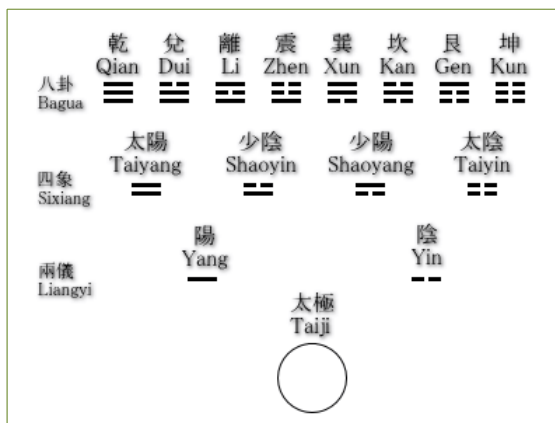 乾 兌 離 震 巽 坎 艮 坤
Qian Dui Li Zhen Xun Kan Gen Kun
八卦
Bagua
太陽 少陰 少陽 太陰
Taiyang Shaoyin Shaoyang Taiyin
四象
Sixiang
陽 陰
Yang Yin
兩儀
Liangyi
太極
Taiji